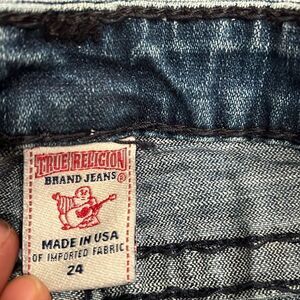 TRUE RELIGION
BRAND JEANS®
MADE IN USA
OF IMPORTED FABRIC
24